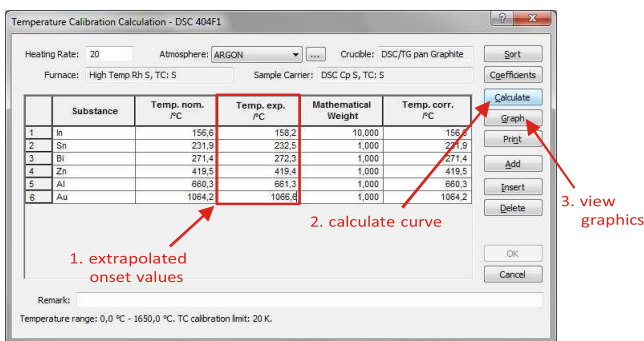 Temperature Calibration Calculation - DSC 404F1
Heating Rate: 20 Atmosphere: ARGON ... Crucible: DSC/TG pan Graphite Sort
Furnace: High Temp Rh S, TC: S Sample Carrier: DSC Cp S, TC: S Coefficients
Calculate
Substance Temp. nom. /°C Temp. exp. /°C Mathematical Weight Temp. corr. /°C
Graph
1 In 156,6 158,2 10,000
Print
2 Sn 231,9 232,5 1,000 231,9
3 Bi 271,4 272,3 1,000 271,4
4 Zn 419,5 419,4 1,000 419,5
Add
5 Al 660,3 661,3 1,000 660,3
Insert
6 Au 1064,2 1066,6 1,000 1064,2
Delete
3. view
graphics
2. calculate curve
1. extrapolated
onset values
OK
Cancel
Remark:
Temperature range: 0,0 °C - 1650,0 °C. TC calibration limit: 20 K.